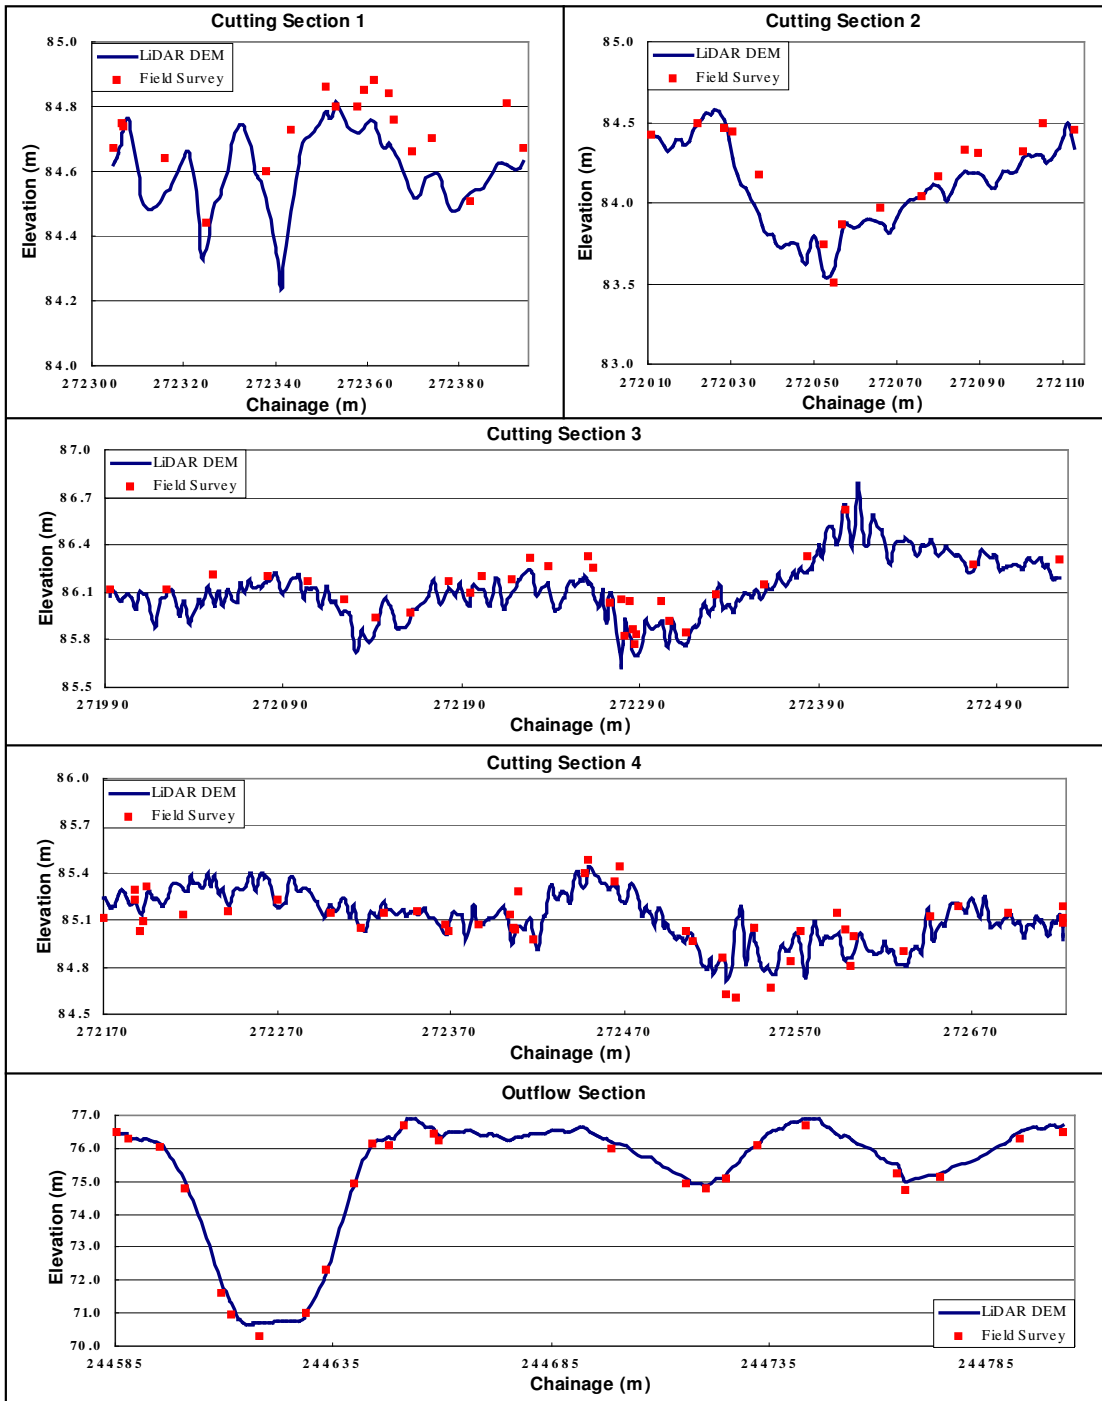 Cutting Section 1
85.0
84.8
84.6
84.4
84.2
84.0
Elevation (m)
LiDAR DEM
Field Survey
272300 272320 272340 272360 272380
Chainage (m)
Cutting Section 2
85.0
84.5
84.0
83.5
83.0
Elevation (m)
LiDAR DEM
Field Survey
272010 272030 272050 272070 272090 272110
Chainage (m)
Cutting Section 3
87.0
86.7
86.4
86.1
85.8
85.5
Elevation (m)
LiDAR DEM
Field Survey
271990 272090 272190 272290 272390 272490
Chainage (m)
Cutting Section 4
86.0
85.7
85.4
85.1
84.8
84.5
Elevation (m)
LiDAR DEM
Field Survey
272170 272270 272370 272470 272570 272670
Chainage (m)
Outflow Section
77.0
76.0
75.0
74.0
73.0
72.0
71.0
70.0
Elevation (m)
LiDAR DEM
Field Survey
244585 244635 244685 244735 244785
Chainage (m)